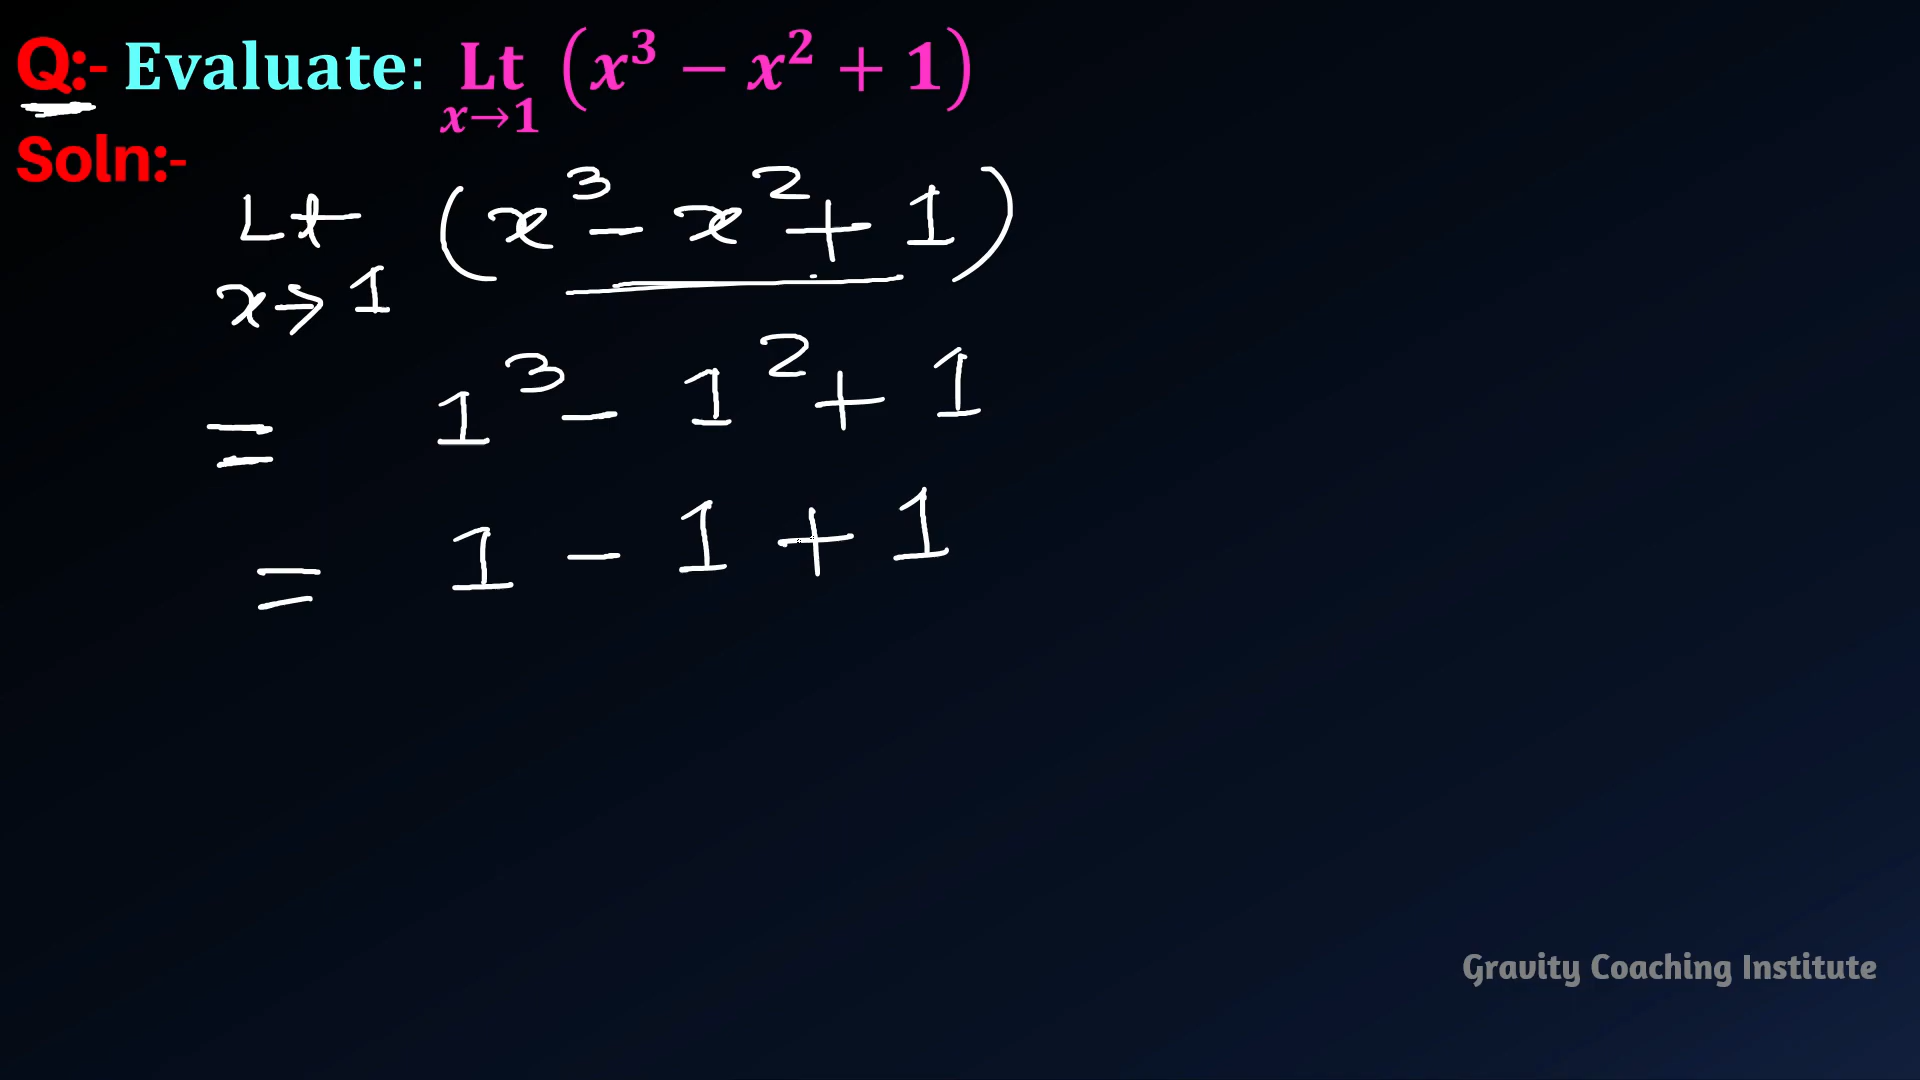 Q:- Evaluate: Lt (x³ − x² + 1)
x→1
Soln:-
Lt (x³ − x² + 1)
x→1
= 1³ − 1² + 1
= 1 − 1 + 1
Gravity Coaching Institute